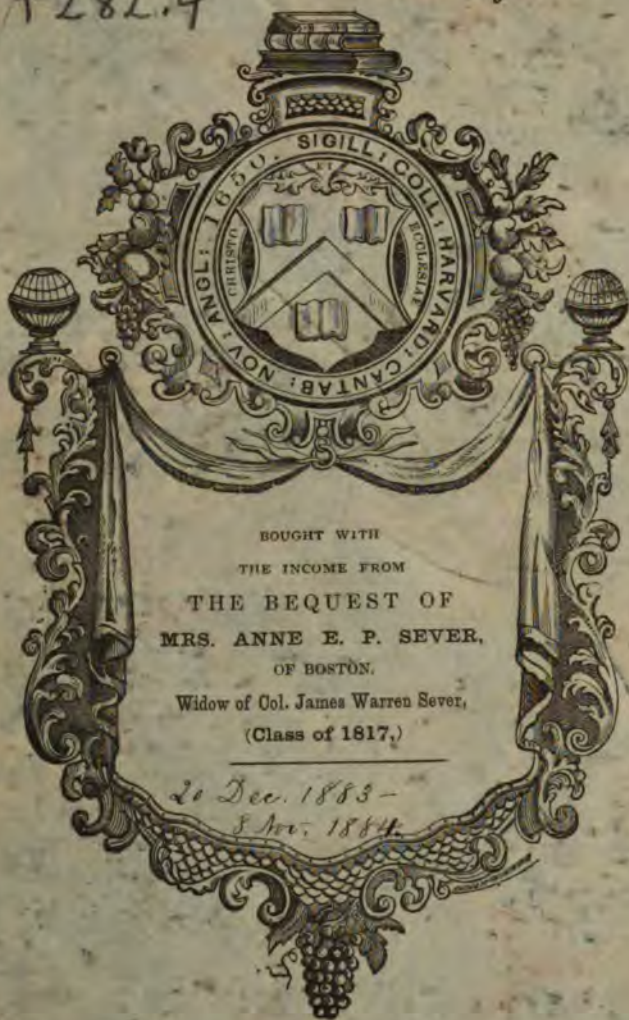 282.4
SIGILL: COLL: HARVARD: CANTAB: NOV: ANGL: 1650.
ET
CHRISTO
ECCLESIAE
BOUGHT WITH
THE INCOME FROM
THE BEQUEST OF
MRS. ANNE E. P. SEVER,
OF BOSTON.
Widow of Col. James Warren Sever,
(Class of 1817,)
20 Dec. 1883 –
8 Nov. 1884.